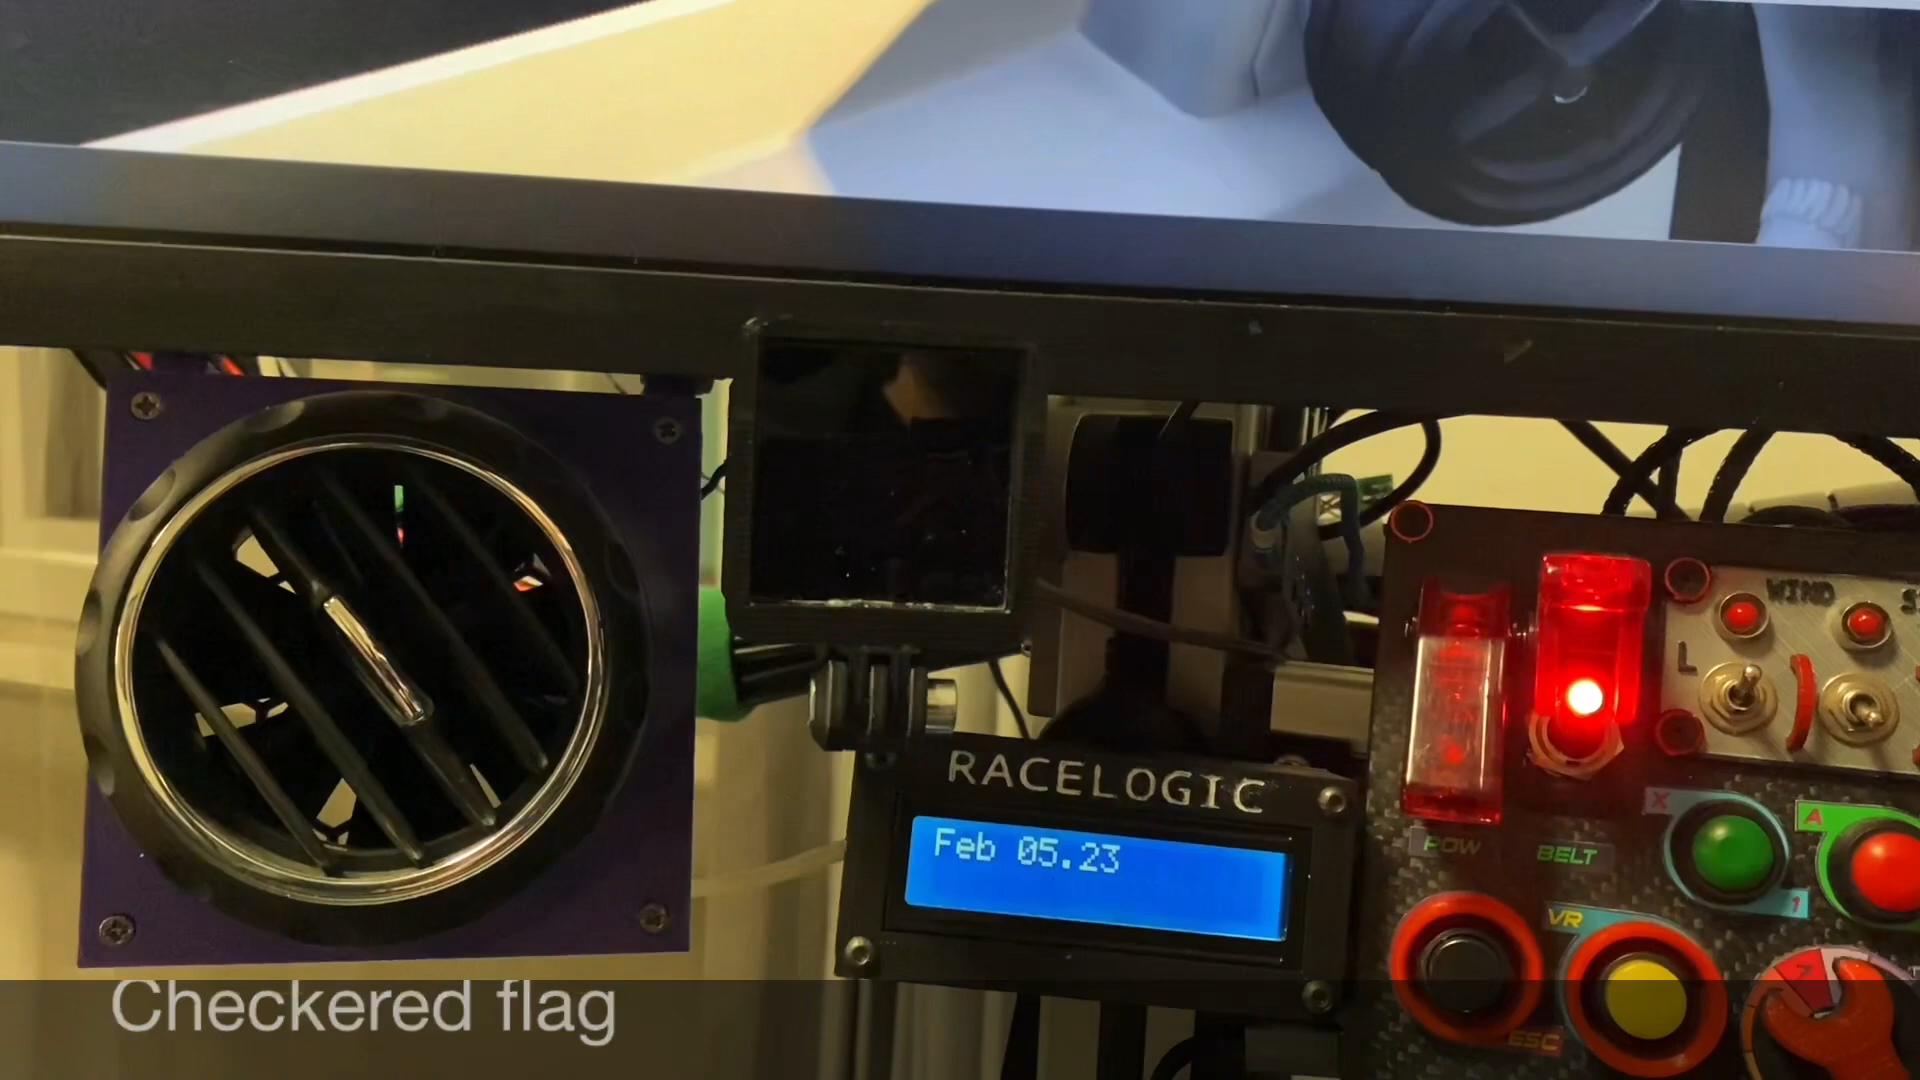 WIND
L
RACELOGIC
Feb 05.23
POW
BELT
X
A
1
VR
ESC
Checkered flag